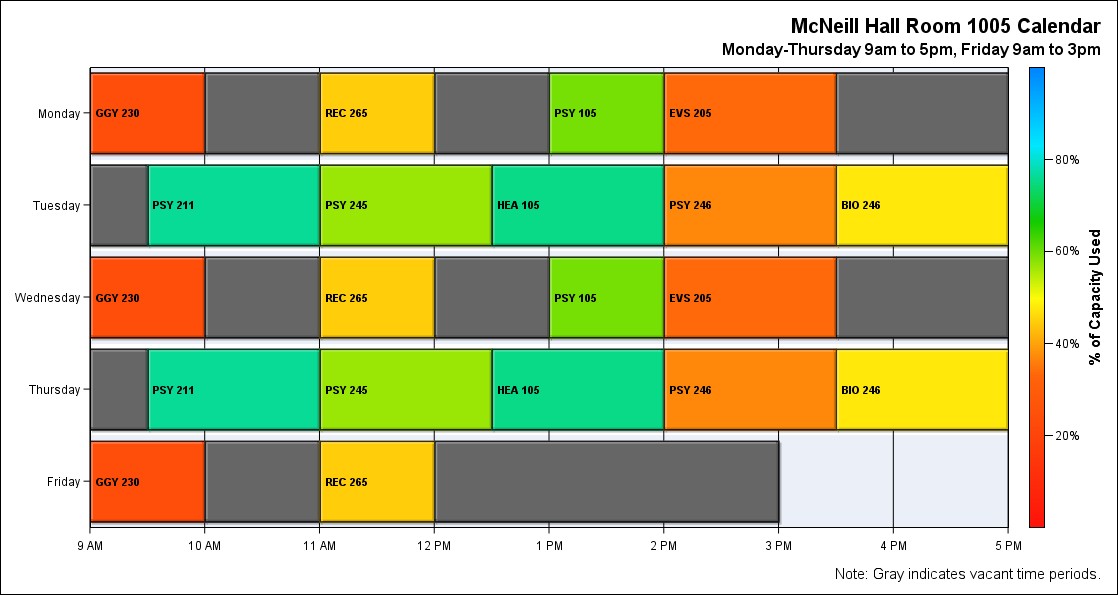 McNeill Hall Room 1005 Calendar
Monday-Thursday 9am to 5pm, Friday 9am to 3pm
Monday
GGY 230
REC 265
PSY 105
EVS 205
Tuesday
PSY 211
PSY 245
HEA 105
PSY 246
BIO 246
Wednesday
GGY 230
REC 265
PSY 105
EVS 205
Thursday
PSY 211
PSY 245
HEA 105
PSY 246
BIO 246
Friday
GGY 230
REC 265
9 AM
10 AM
11 AM
12 PM
1 PM
2 PM
3 PM
4 PM
5 PM
80%
60%
40%
20%
% of Capacity Used
Note: Gray indicates vacant time periods.